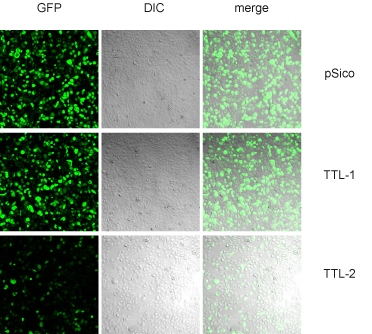 GFP DIC merge
pSico
TTL-1
TTL-2